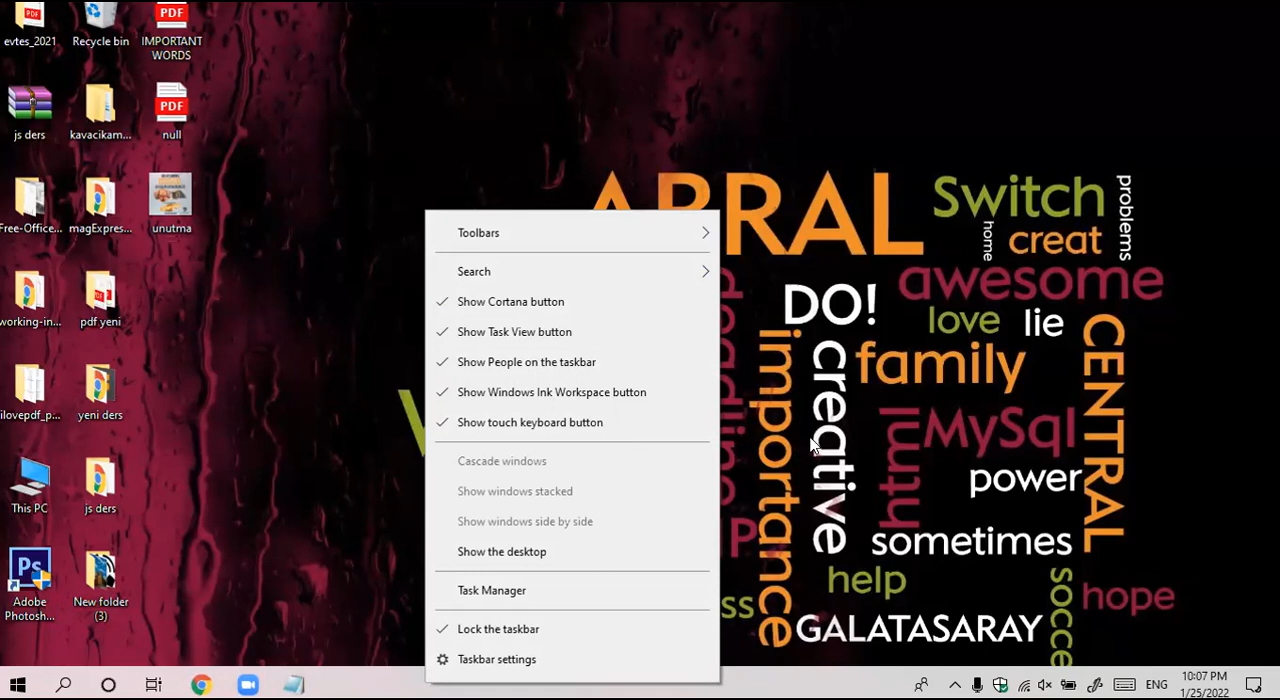 evtes_2021
Recycle bin
PDF
IMPORTANT
WORDS
js ders
kavacikam...
PDF
null
Free-Office...
magExpres...
unutma
working-in...
pdf yeni
ilovepdf_p...
yeni ders
This PC
js ders
Ps
Adobe
Photosh...
New folder
(3)
Toolbars
Search
Show Cortana button
Show Task View button
Show People on the taskbar
Show Windows Ink Workspace button
Show touch keyboard button
Cascade windows
Show windows stacked
Show windows side by side
Show the desktop
Task Manager
Lock the taskbar
Taskbar settings
Switch
problems
home
creat
awesome
DO!
love
lie
CENTRAL
importance
creative
family
html
MySql
power
sometimes
help
hope
GALATASARAY
ENG
10:07 PM
1/25/2022